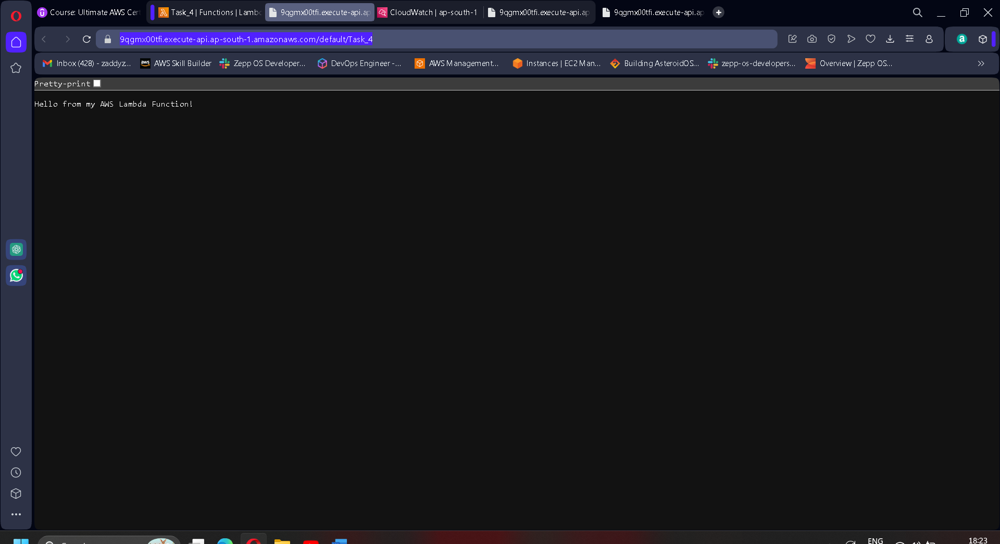 Course: Ultimate AWS Cert
Task_4 | Functions | Lambd
9qgmx00tfi.execute-api.ap
CloudWatch | ap-south-1
9qgmx00tfi.execute-api.ap
9qgmx00tfi.execute-api.ap
9qgmx00tfi.execute-api.ap-south-1.amazonaws.com/default/Task_4
Inbox (428) - zaddyz...
AWS Skill Builder
Zepp OS Developer...
DevOps Engineer -...
AWS Management...
Instances | EC2 Man...
Building AsteroidOS...
zepp-os-developers...
Overview | Zepp OS...
Pretty-print
Hello from my AWS Lambda Function!
ENG
18:23